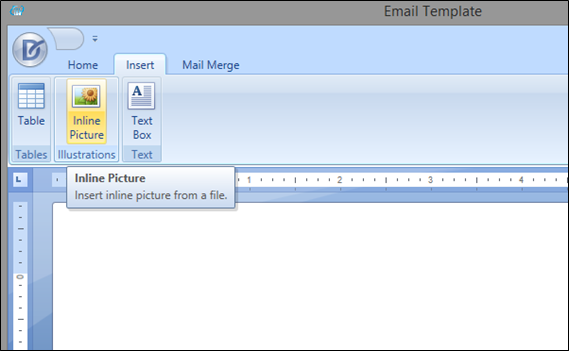 Email Template
Home Insert Mail Merge
Table Inline Picture Text Box
Tables Illustrations Text
Inline Picture
Insert inline picture from a file.
1 2 3 4
0